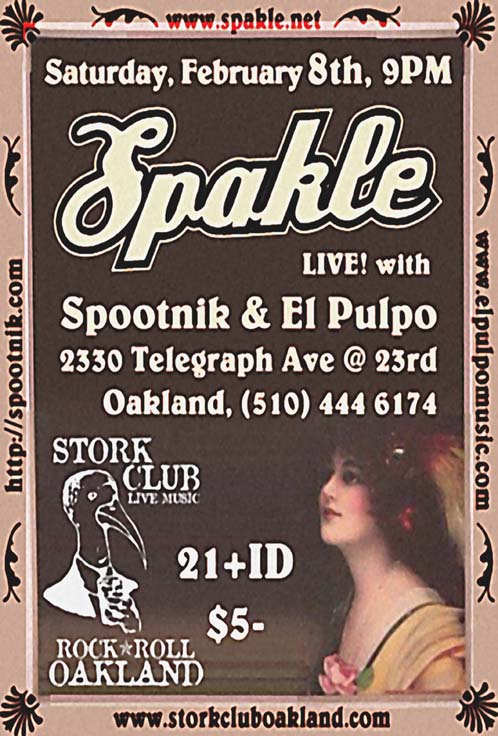 www.spakle.net
Saturday, February 8th, 9PM
Spakle
LIVE! with
Spootnik & El Pulpo
2330 Telegraph Ave @ 23rd
Oakland, (510) 444 6174
http://spootnik.com
www.elpulpomusic.com
STORK
CLUB
LIVE MUSIC
21+ID
$5-
ROCK★ROLL
OAKLAND
www.storkcluboakland.com